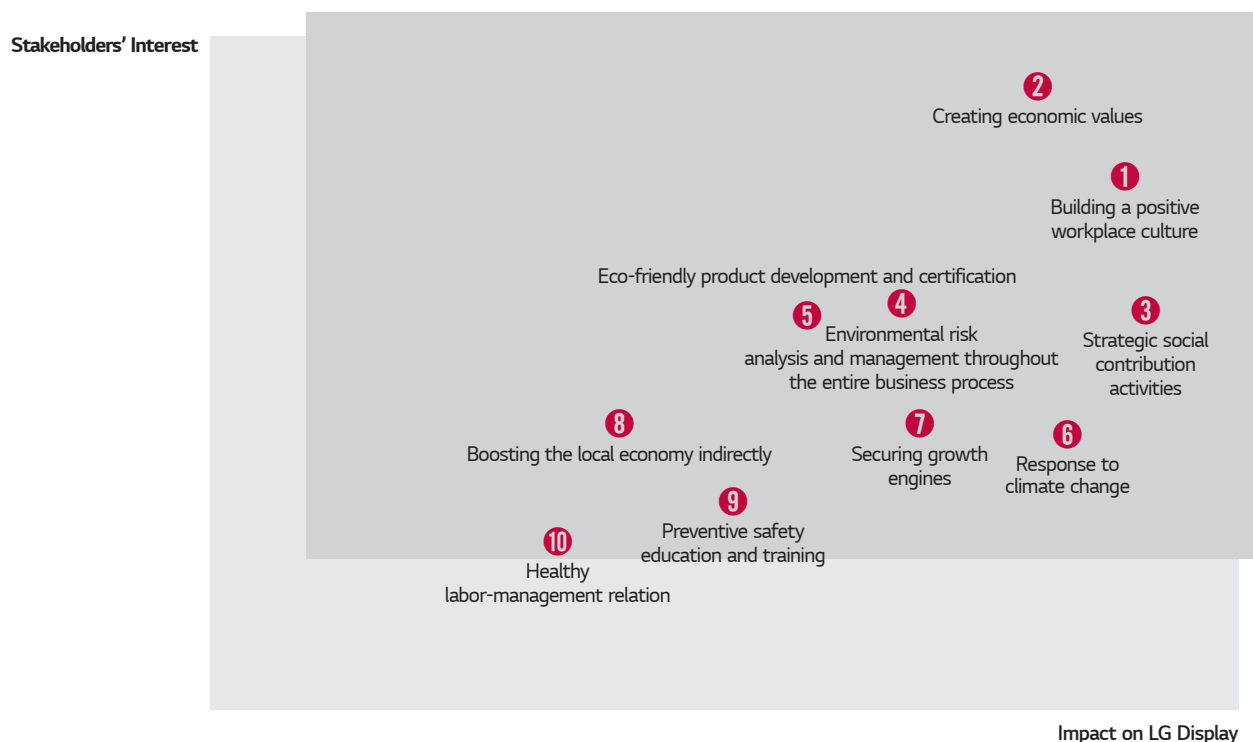 Stakeholders’ Interest
2
Creating economic values
1
Building a positive
workplace culture
Eco-friendly product development and certification
4
5
Environmental risk
analysis and management throughout
the entire business process
3
Strategic social
contribution
activities
8
Boosting the local economy indirectly
7
Securing growth
engines
6
Response to
climate change
9
Preventive safety
education and training
10
Healthy
labor-management relation
Impact on LG Display